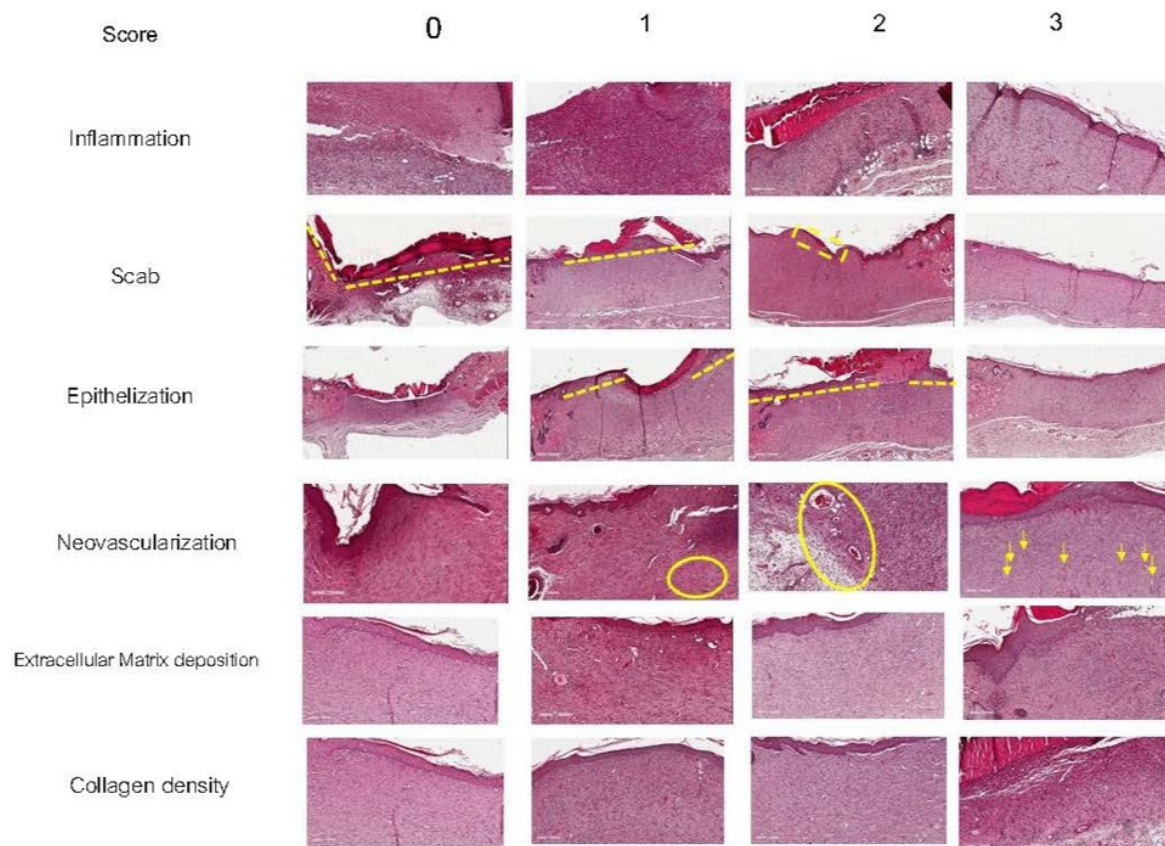 Score 0 1 2 3
Inflammation
Scab
Epithelization
Neovascularization
Extracellular Matrix deposition
Collagen density